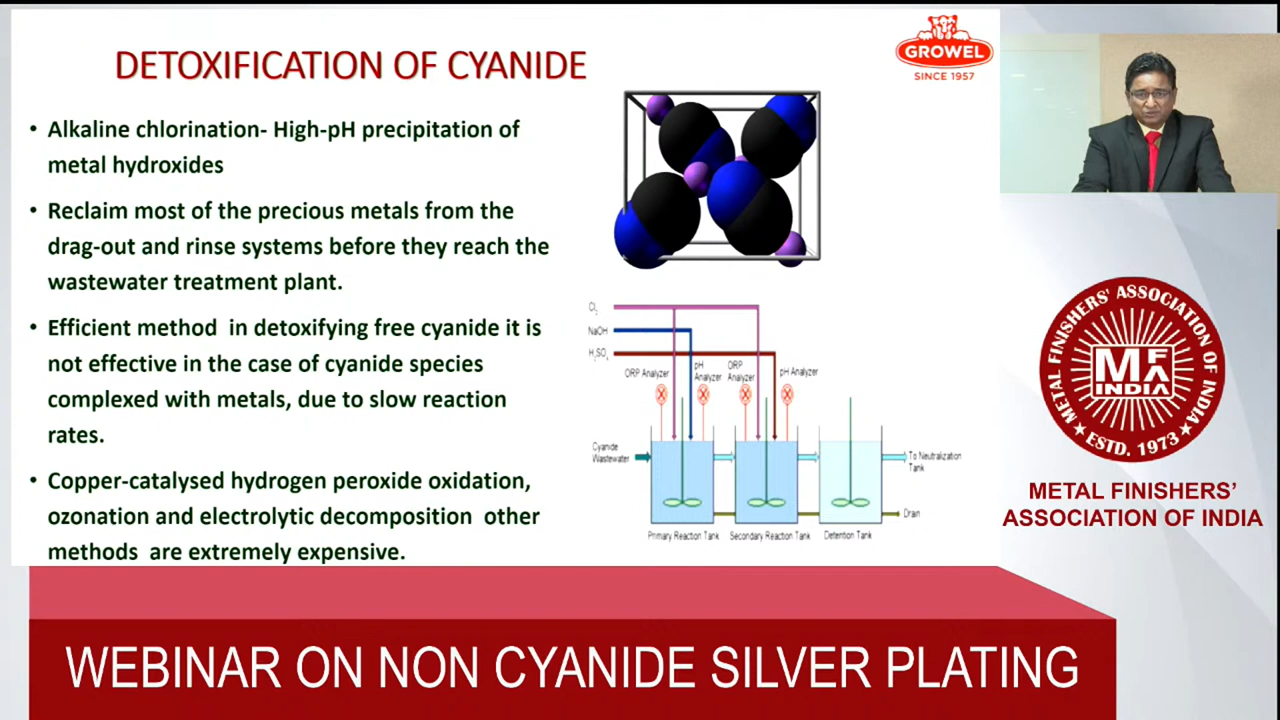 DETOXIFICATION OF CYANIDE
GROWEL
SINCE 1957
• Alkaline chlorination- High-pH precipitation of
metal hydroxides
• Reclaim most of the precious metals from the
drag-out and rinse systems before they reach the
wastewater treatment plant.
• Efficient method in detoxifying free cyanide it is
not effective in the case of cyanide species
complexed with metals, due to slow reaction
rates.
• Copper-catalysed hydrogen peroxide oxidation,
ozonation and electrolytic decomposition other
methods are extremely expensive.
Cl₂
NaOH
H₂SO₄
ORP Analyzer
pH
Analyzer
ORP
Analyzer
pH Analyzer
Cyanide
Wastewater
To Neutralization
Tank
Drain
Primary Reaction Tank
Secondary Reaction Tank
Detention Tank
METAL FINISHERS' ASSOCIATION OF INDIA
MFA
INDIA
ESTD. 1973
METAL FINISHERS'
ASSOCIATION OF INDIA
WEBINAR ON NON CYANIDE SILVER PLATING